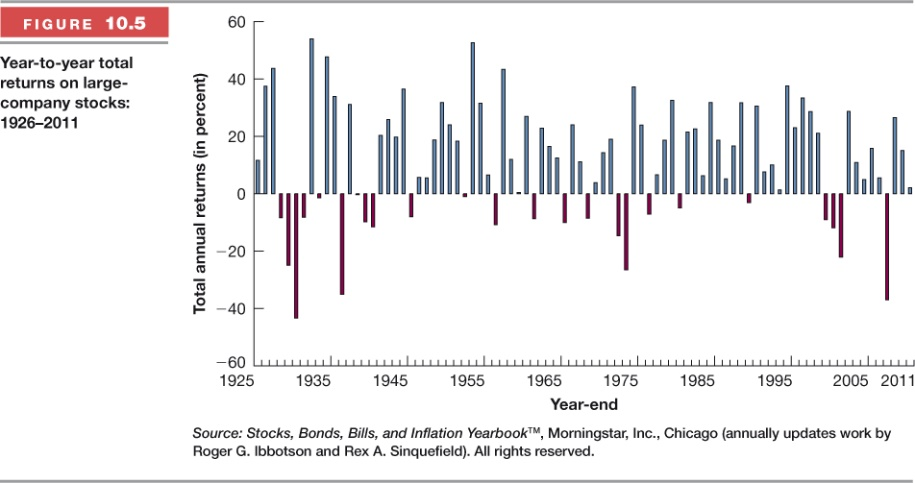 FIGURE 10.5
Year-to-year total
returns on large-
company stocks:
1926–2011
Total annual returns (in percent)
60
40
20
0
−20
−40
−60
1925 1935 1945 1955 1965 1975 1985 1995 2005 2011
Year-end
Source: Stocks, Bonds, Bills, and Inflation Yearbook™, Morningstar, Inc., Chicago (annually updates work by
Roger G. Ibbotson and Rex A. Sinquefield). All rights reserved.